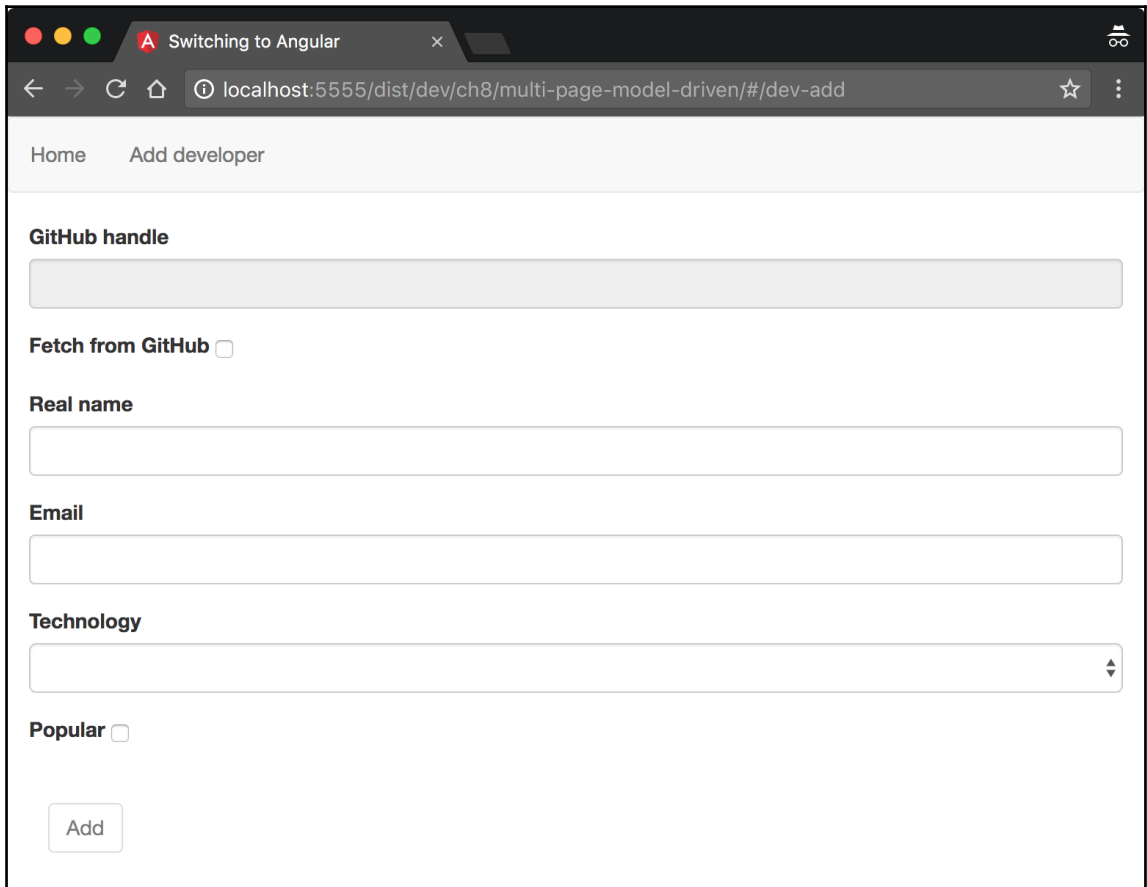 Switching to Angular
localhost:5555/dist/dev/ch8/multi-page-model-driven/#/dev-add
Home Add developer
GitHub handle
Fetch from GitHub
Real name
Email
Technology
Popular
Add